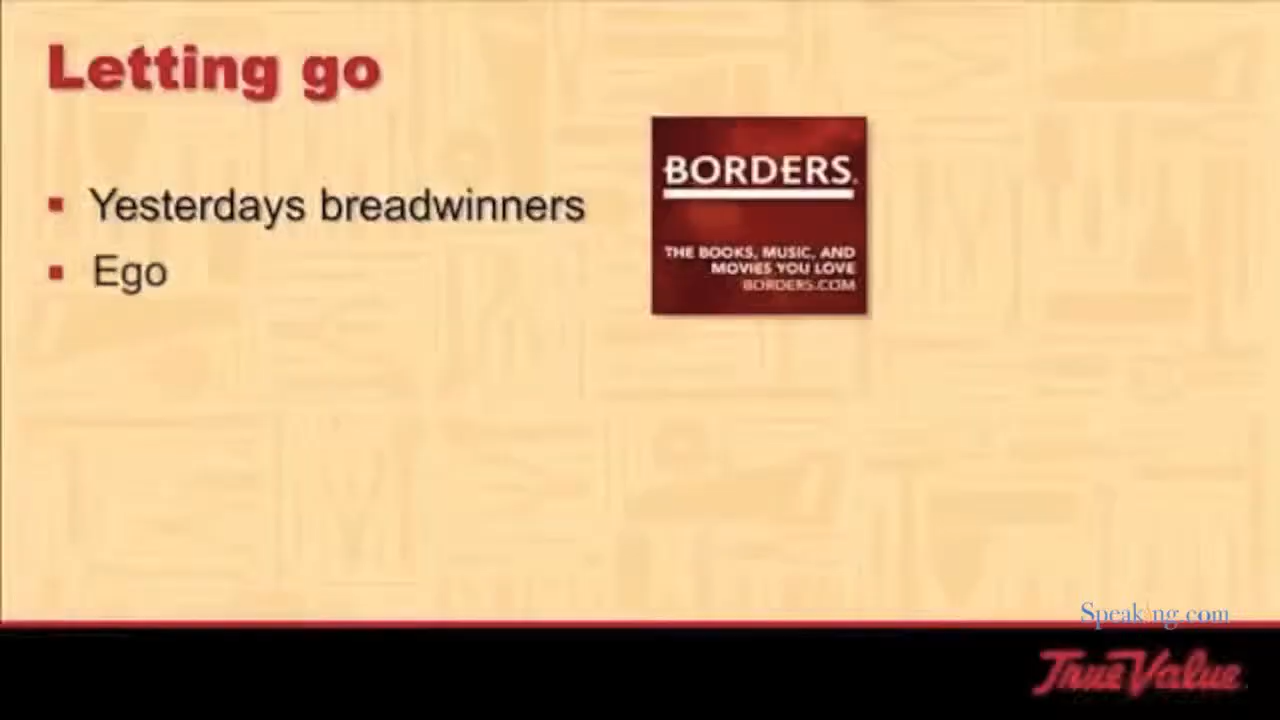 Letting go
Yesterdays breadwinners
Ego
BORDERS.
THE BOOKS, MUSIC, AND
MOVIES YOU LOVE
BORDERS.COM
Speaking.com
True Value